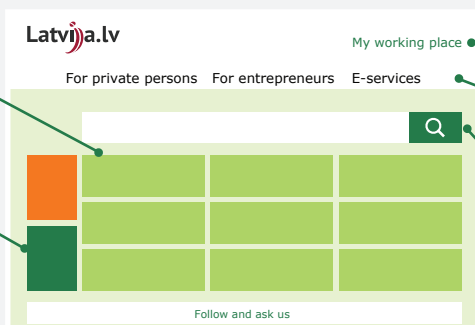 Latvija.lv
My working place
For private persons For entrepreneurs E-services
Follow and ask us